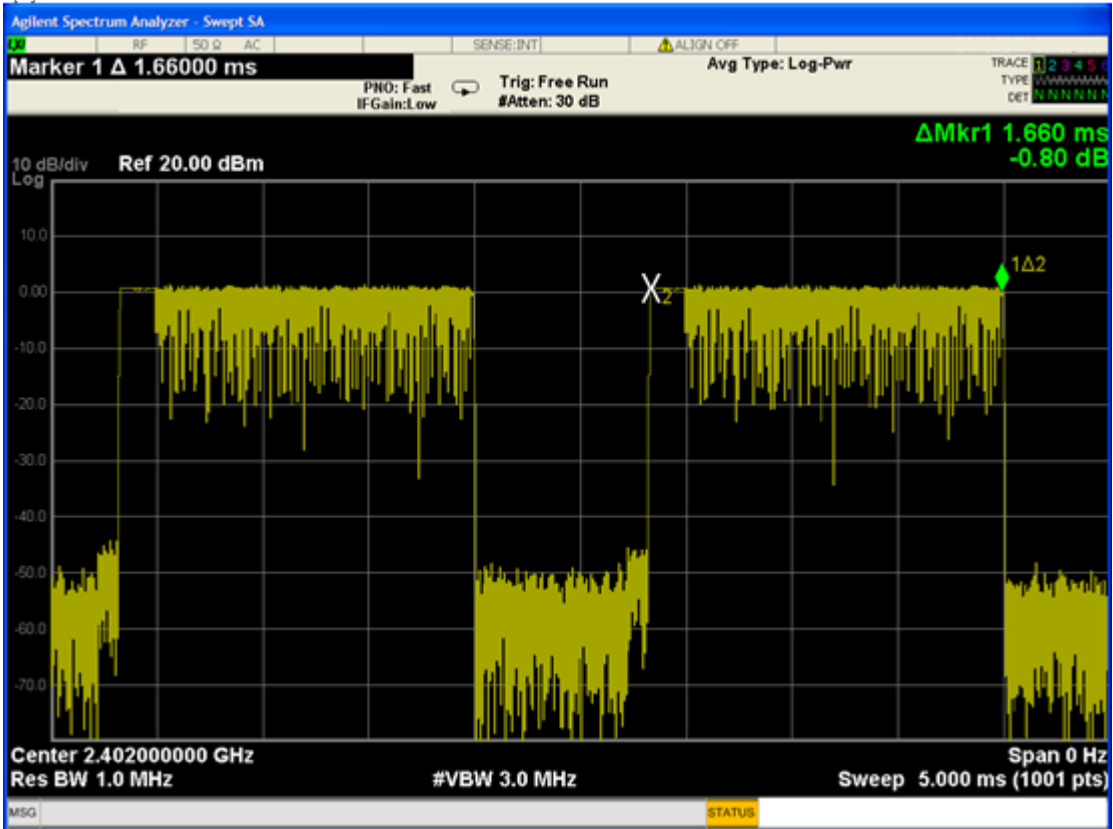 Agilent Spectrum Analyzer - Swept SA
LXI RF 50 Ω AC SENSE:INT ALIGN OFF
Marker 1 Δ 1.66000 ms
PNO: Fast
IFGain:Low
Trig: Free Run
#Atten: 30 dB
Avg Type: Log-Pwr
TRACE 1 2 3 4 5 6
TYPE
DET N N N N N N
ΔMkr1 1.660 ms
-0.80 dB
10 dB/div Ref 20.00 dBm
Log
10.0
1Δ2
0.00
X2
-10.0
-20.0
-30.0
-40.0
-50.0
-60.0
-70.0
Center 2.402000000 GHz Span 0 Hz
Res BW 1.0 MHz #VBW 3.0 MHz Sweep 5.000 ms (1001 pts)
MSG STATUS